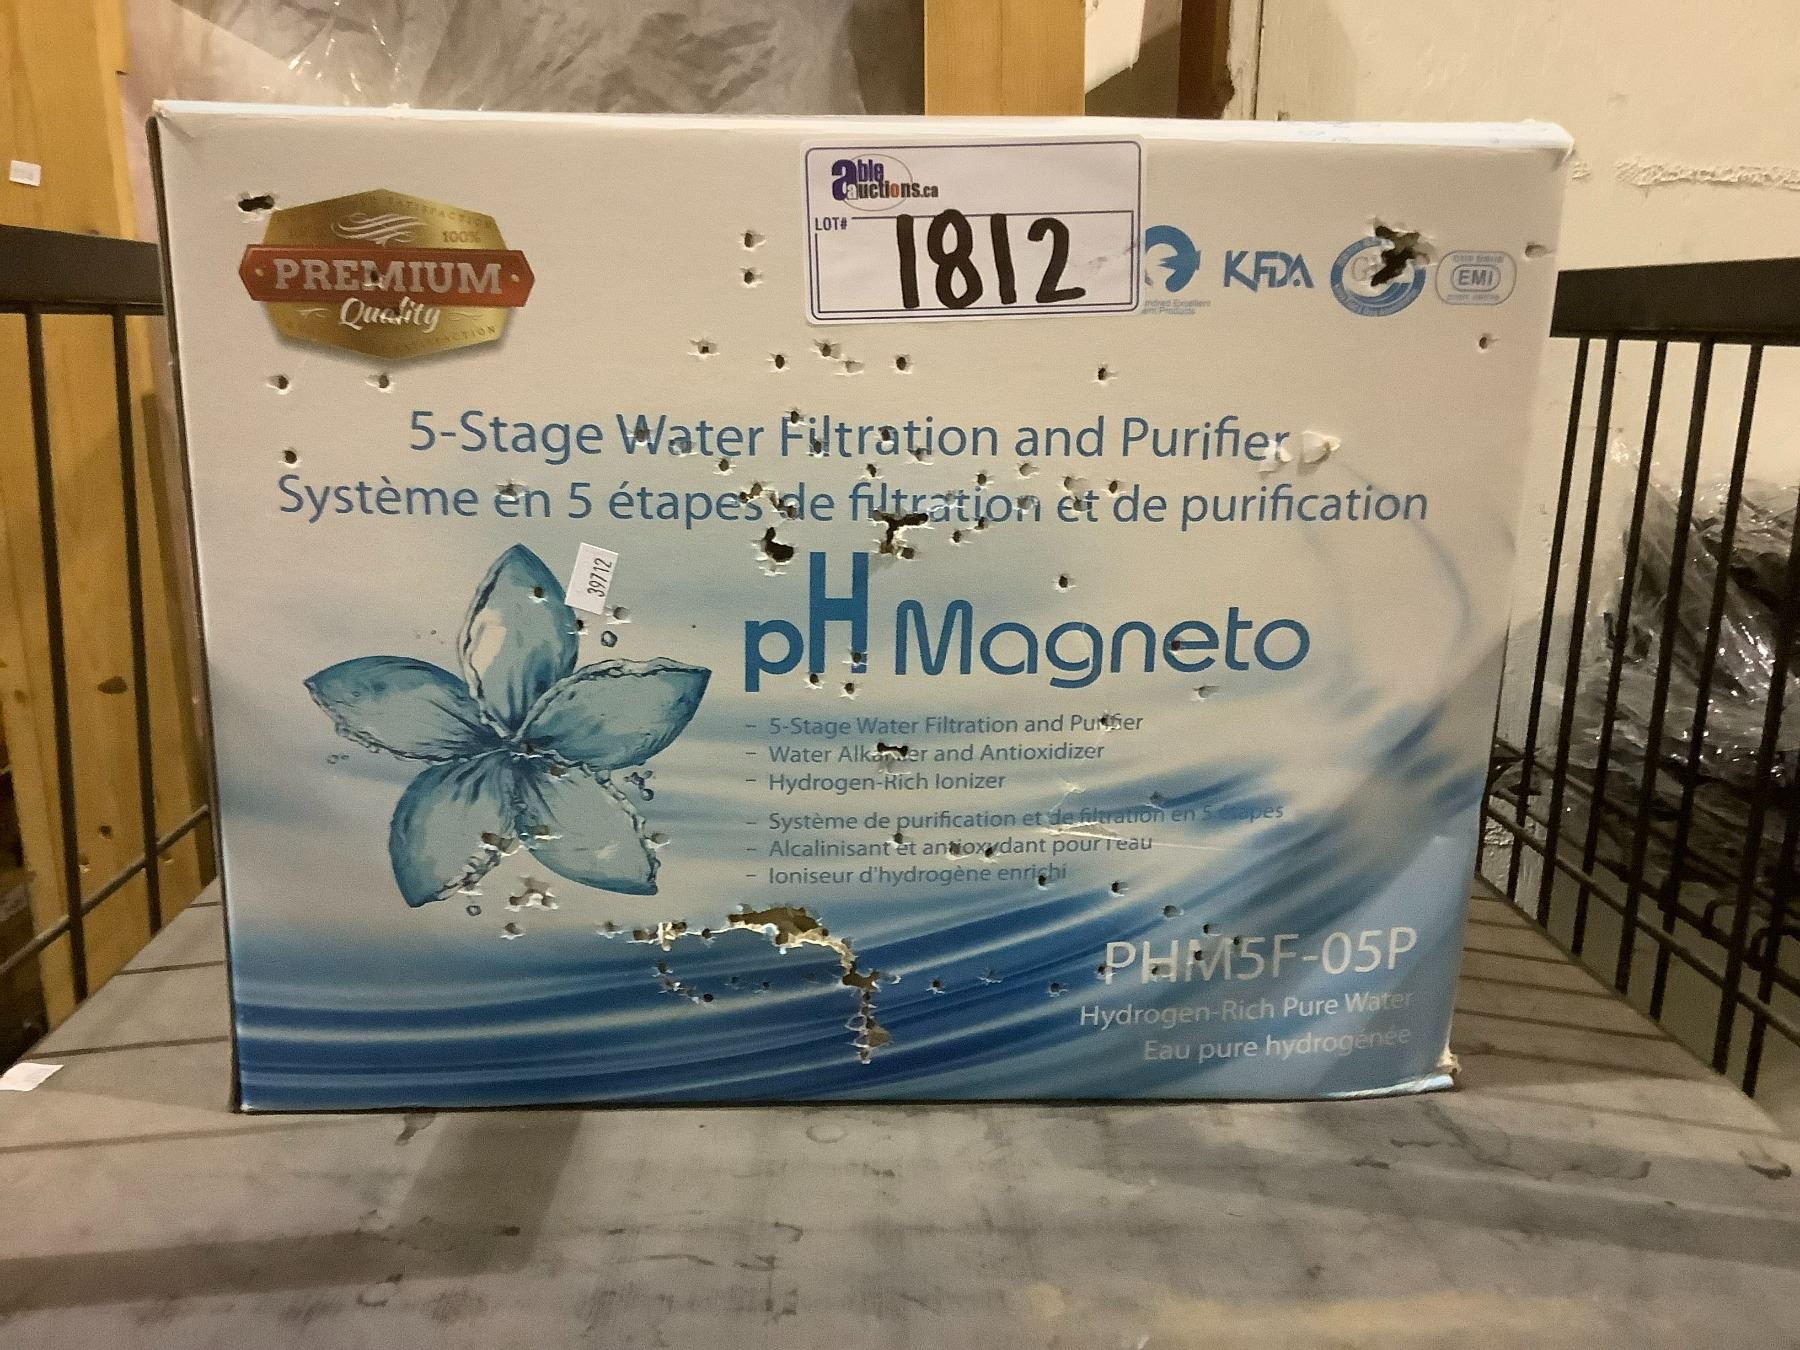 able
auctions.ca
LOT#
1812
100%
PREMIUM
Quality
KFDA
EMI
5-Stage Water Filtration and Purifier
Système en 5 étapes de filtration et de purification
39712
pH Magneto
- 5-Stage Water Filtration and Purifier
- Water Alkalizer and Antioxidizer
- Hydrogen-Rich Ionizer
- Système de purification et de filtration en 5 étapes
- Alcalinisant et antioxydant pour l'eau
- Ioniseur d'hydrogène enrichi
PHM5F-05P
Hydrogen-Rich Pure Water
Eau pure hydrogénée